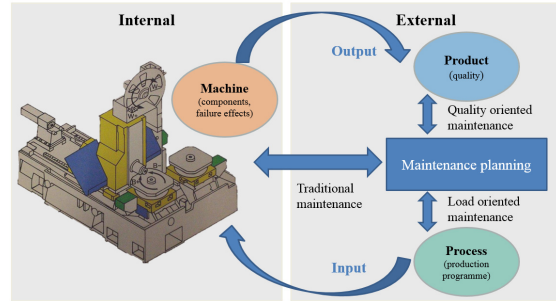 Internal
External
Output
Machine
(components,
failure effects)
Product
(quality)
Quality oriented
maintenance
Maintenance planning
Traditional
maintenance
Load oriented
maintenance
Process
(production
programme)
Input